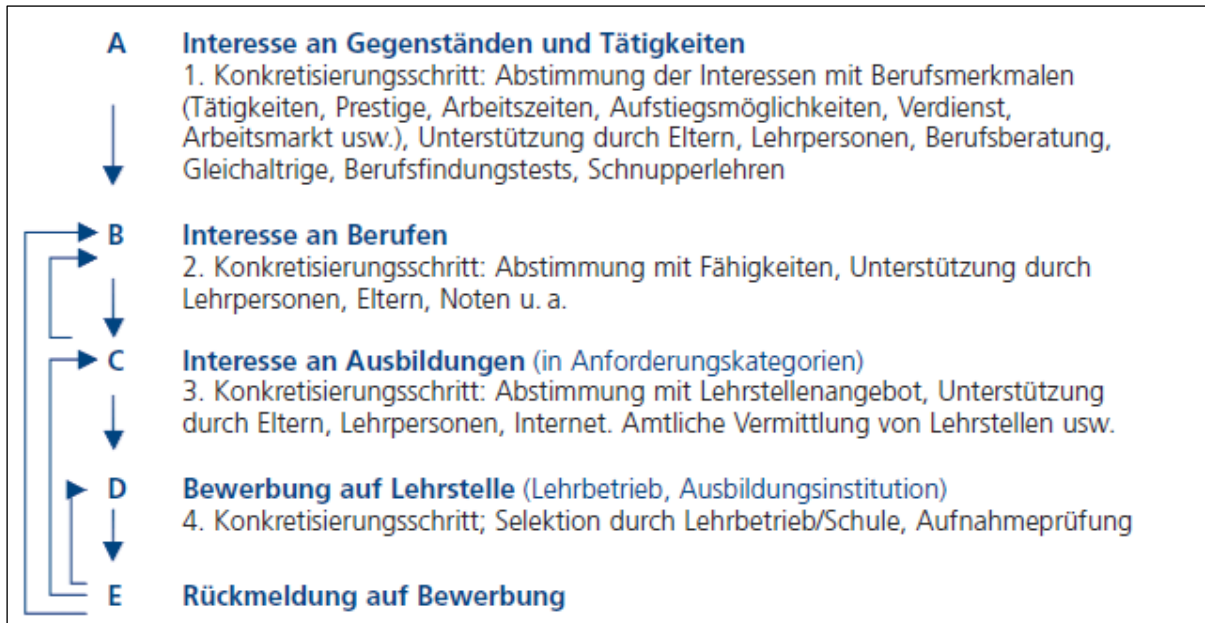 A Interesse an Gegenständen und Tätigkeiten
1. Konkretisierungsschritt: Abstimmung der Interessen mit Berufsmerkmalen
(Tätigkeiten, Prestige, Arbeitszeiten, Aufstiegsmöglichkeiten, Verdienst,
Arbeitsmarkt usw.), Unterstützung durch Eltern, Lehrpersonen, Berufsberatung,
Gleichaltrige, Berufsfindungstests, Schnupperlehren
B Interesse an Berufen
2. Konkretisierungsschritt: Abstimmung mit Fähigkeiten, Unterstützung durch
Lehrpersonen, Eltern, Noten u. a.
C Interesse an Ausbildungen (in Anforderungskategorien)
3. Konkretisierungsschritt: Abstimmung mit Lehrstellenangebot, Unterstützung
durch Eltern, Lehrpersonen, Internet. Amtliche Vermittlung von Lehrstellen usw.
D Bewerbung auf Lehrstelle (Lehrbetrieb, Ausbildungsinstitution)
4. Konkretisierungsschritt; Selektion durch Lehrbetrieb/Schule, Aufnahmeprüfung
E Rückmeldung auf Bewerbung